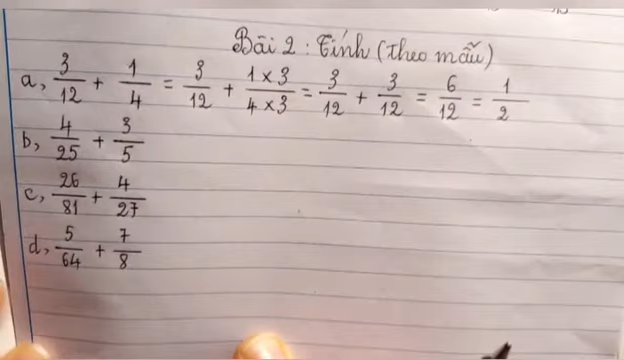 Bài 2 : Tính (theo mẫu)
a, 3/12 + 1/4 = 3/12 + 1 × 3/4 × 3 = 3/12 + 3/12 = 6/12 = 1/2
b, 4/25 + 3/5
c, 26/81 + 4/27
d, 5/64 + 7/8